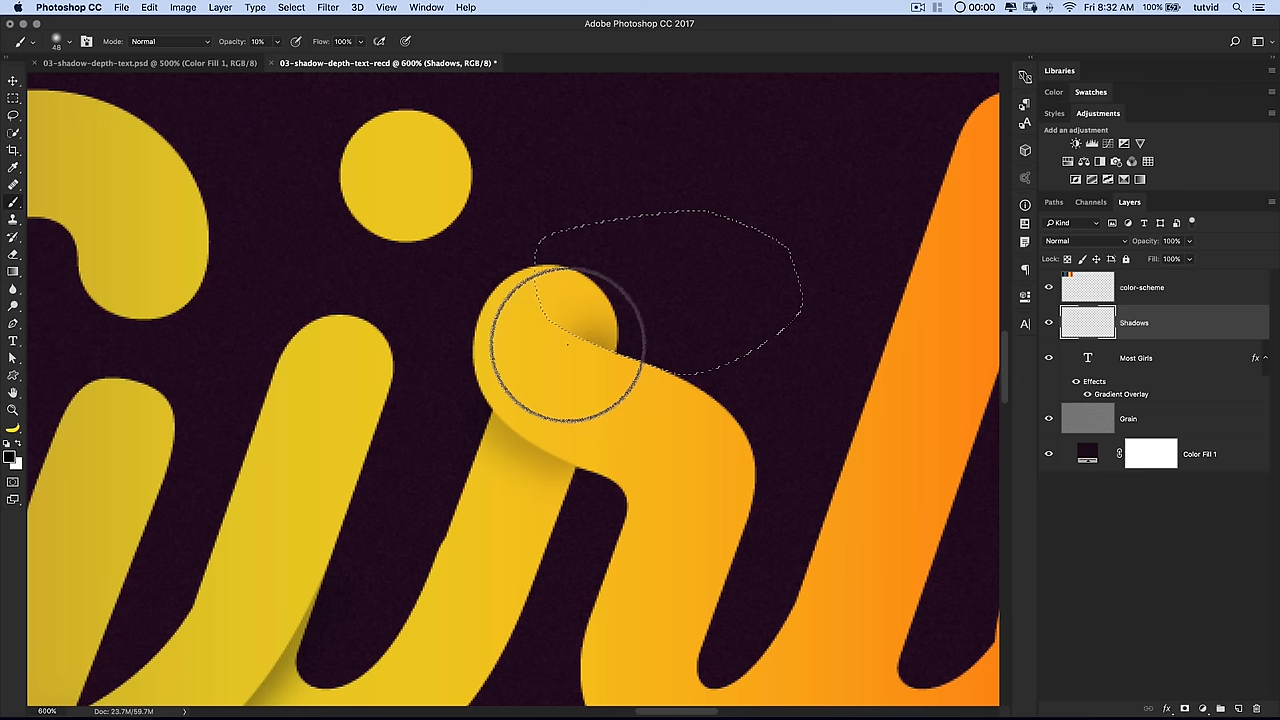 Photoshop CC File Edit Image Layer Type Select Filter 3D View Window Help 00:00 100% Fri 8:32 AM tutvid
Adobe Photoshop CC 2017
48 Mode: Normal Opacity: 10% Flow: 100%
03-shadow-depth-text.psd @ 500% (Color Fill 1, RGB/8) 03-shadow-depth-text-recd @ 600% (Shadows, RGB/8) *
Libraries
Color Swatches
Styles Adjustments
Add an adjustment
Paths Channels Layers
Kind
Normal Opacity: 100%
Lock: Fill: 100%
color-scheme
Shadows
T Most Girls fx
Effects
Gradient Overlay
Grain
Color Fill 1
600% Doc: 23.7M/59.7M